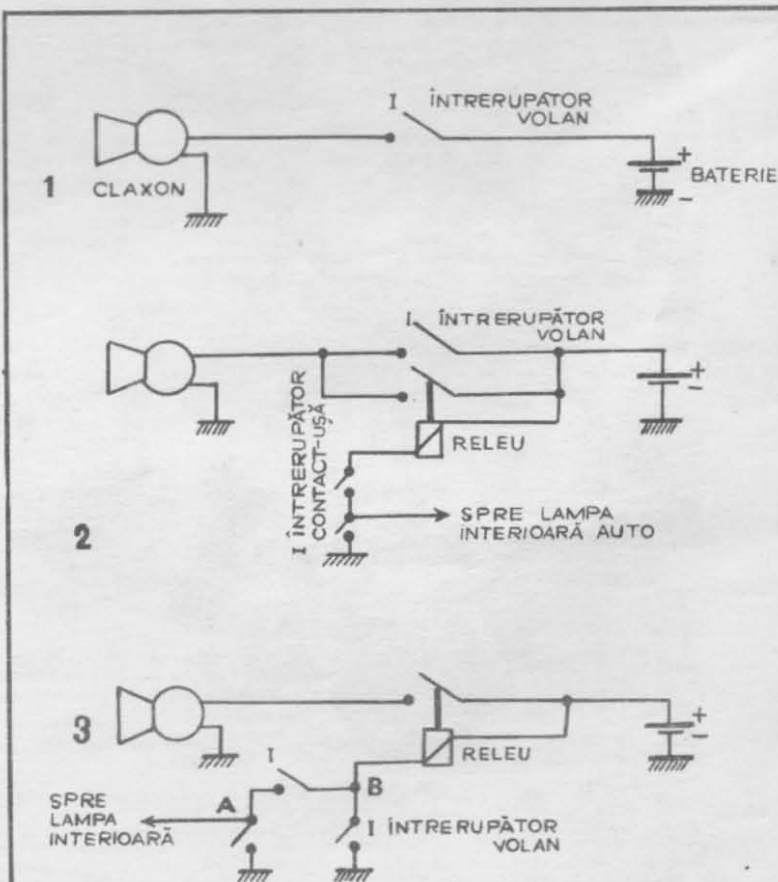 I ÎNTRERUPATOR
VOLAN
+
BATERIE
-
1
CLAXON
I ÎNTRERUPĂTOR
VOLAN
+
-
I ÎNTRERUPĂTOR
CONTACT-UȘĂ
RELEU
2
SPRE LAMPA
INTERIOARĂ AUTO
3
+
-
RELEU
I
A
B
SPRE
LAMPA
INTERIOARĂ
I ÎNTRERUPĂTOR
VOLAN